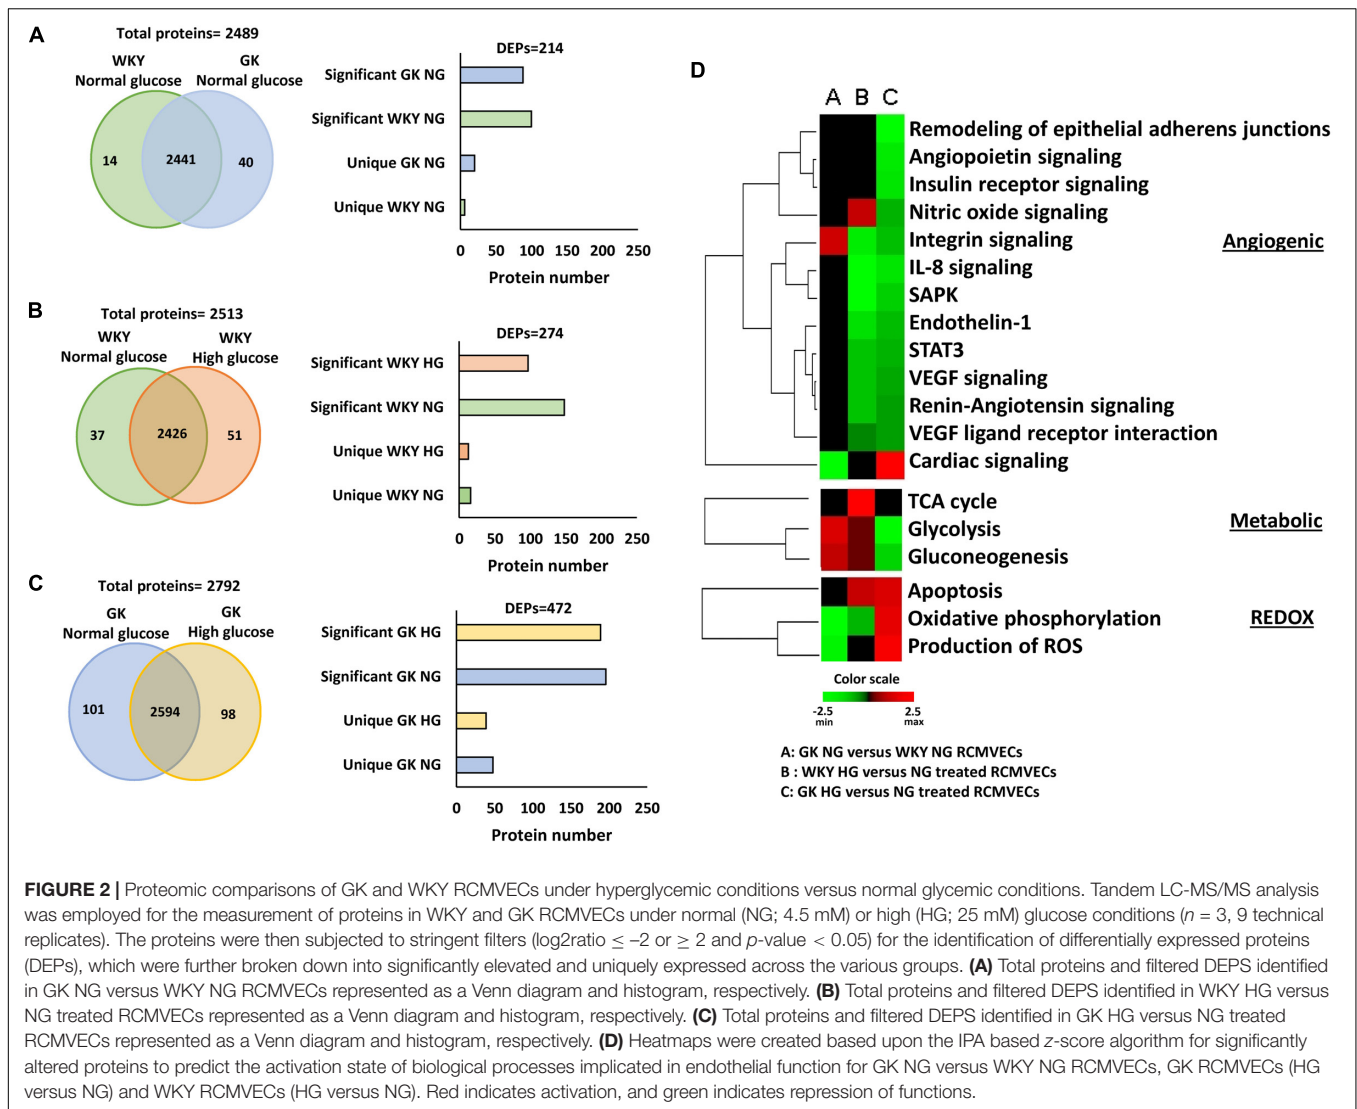 A
Total proteins= 2489
WKY
Normal glucose
GK
Normal glucose
14
2441
40
DEPs=214
Significant GK NG
Significant WKY NG
Unique GK NG
Unique WKY NG
0 50 100 150 200 250
Protein number
B
Total proteins= 2513
WKY
Normal glucose
WKY
High glucose
37
2426
51
DEPs=274
Significant WKY HG
Significant WKY NG
Unique WKY HG
Unique WKY NG
0 50 100 150 200 250
Protein number
C
Total proteins= 2792
GK
Normal glucose
GK
High glucose
101
2594
98
DEPs=472
Significant GK HG
Significant GK NG
Unique GK HG
Unique GK NG
0 50 100 150 200 250
Protein number
D
A B C
Remodeling of epithelial adherens junctions
Angiopoietin signaling
Insulin receptor signaling
Nitric oxide signaling
Integrin signaling
IL-8 signaling
SAPK
Endothelin-1
STAT3
VEGF signaling
Renin-Angiotensin signaling
VEGF ligand receptor interaction
Cardiac signaling
Angiogenic
TCA cycle
Glycolysis
Gluconeogenesis
Metabolic
Apoptosis
Oxidative phosphorylation
Production of ROS
REDOX
Color scale
-2.5 2.5
min max
A: GK NG versus WKY NG RCMVECs
B : WKY HG versus NG treated RCMVECs
C: GK HG versus NG treated RCMVECs
FIGURE 2 | Proteomic comparisons of GK and WKY RCMVECs under hyperglycemic conditions versus normal glycemic conditions. Tandem LC-MS/MS analysis
was employed for the measurement of proteins in WKY and GK RCMVECs under normal (NG; 4.5 mM) or high (HG; 25 mM) glucose conditions (n = 3, 9 technical
replicates). The proteins were then subjected to stringent filters (log2ratio ≤ –2 or ≥ 2 and p-value < 0.05) for the identification of differentially expressed proteins
(DEPs), which were further broken down into significantly elevated and uniquely expressed across the various groups. (A) Total proteins and filtered DEPS identified
in GK NG versus WKY NG RCMVECs represented as a Venn diagram and histogram, respectively. (B) Total proteins and filtered DEPS identified in WKY HG versus
NG treated RCMVECs represented as a Venn diagram and histogram, respectively. (C) Total proteins and filtered DEPS identified in GK HG versus NG treated
RCMVECs represented as a Venn diagram and histogram, respectively. (D) Heatmaps were created based upon the IPA based z-score algorithm for significantly
altered proteins to predict the activation state of biological processes implicated in endothelial function for GK NG versus WKY NG RCMVECs, GK RCMVECs (HG
versus NG) and WKY RCMVECs (HG versus NG). Red indicates activation, and green indicates repression of functions.